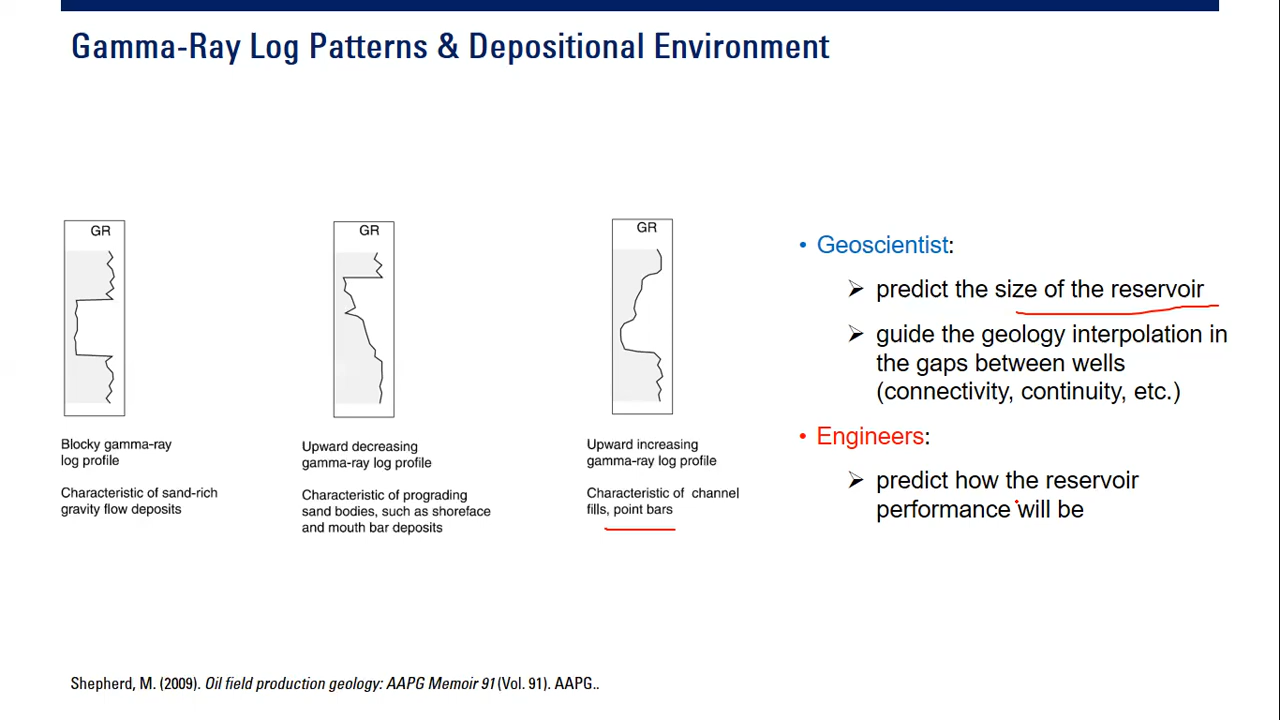 Gamma-Ray Log Patterns & Depositional Environment
GR
Blocky gamma-ray
log profile
Characteristic of sand-rich
gravity flow deposits
GR
Upward decreasing
gamma-ray log profile
Characteristic of prograding
sand bodies, such as shoreface
and mouth bar deposits
GR
Upward increasing
gamma-ray log profile
Characteristic of channel
fills, point bars
• Geoscientist:
➢ predict the size of the reservoir
➢ guide the geology interpolation in
the gaps between wells
(connectivity, continuity, etc.)
• Engineers:
➢ predict how the reservoir
performance will be
Shepherd, M. (2009). Oil field production geology: AAPG Memoir 91 (Vol. 91). AAPG..